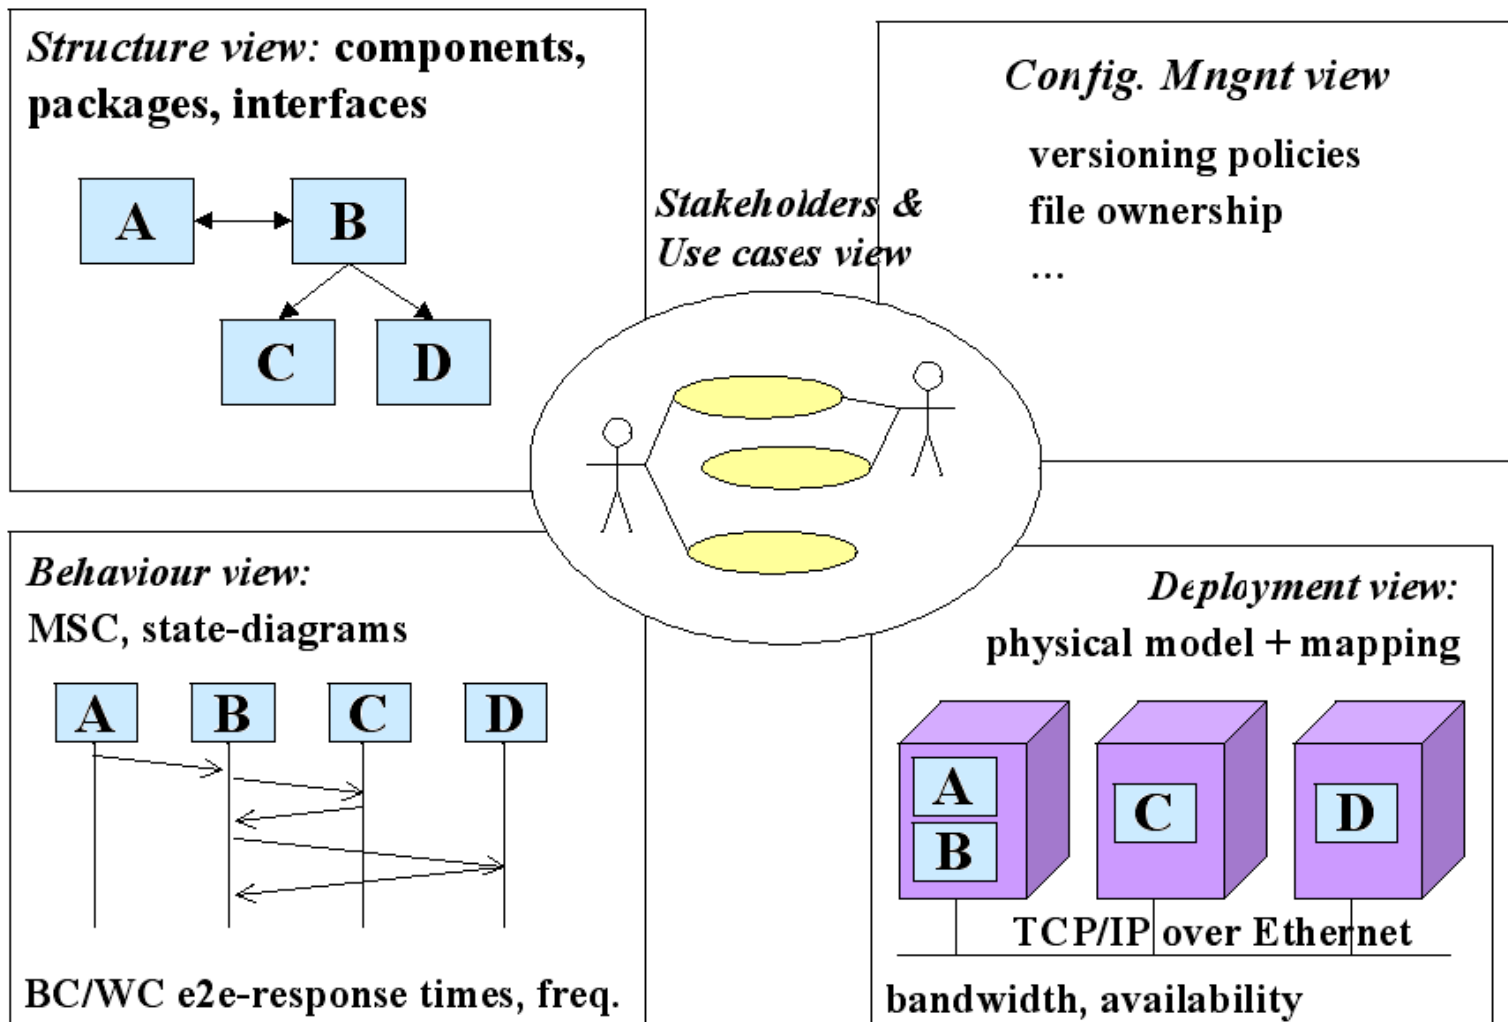 Structure view: components,
packages, interfaces
A
B
C
D
Config. Mngnt view
versioning policies
file ownership
...
Stakeholders &
Use cases view
Behaviour view:
MSC, state-diagrams
A B C D
BC/WC e2e-response times, freq.
Deployment view:
physical model + mapping
A
B
C
D
TCP/IP over Ethernet
bandwidth, availability